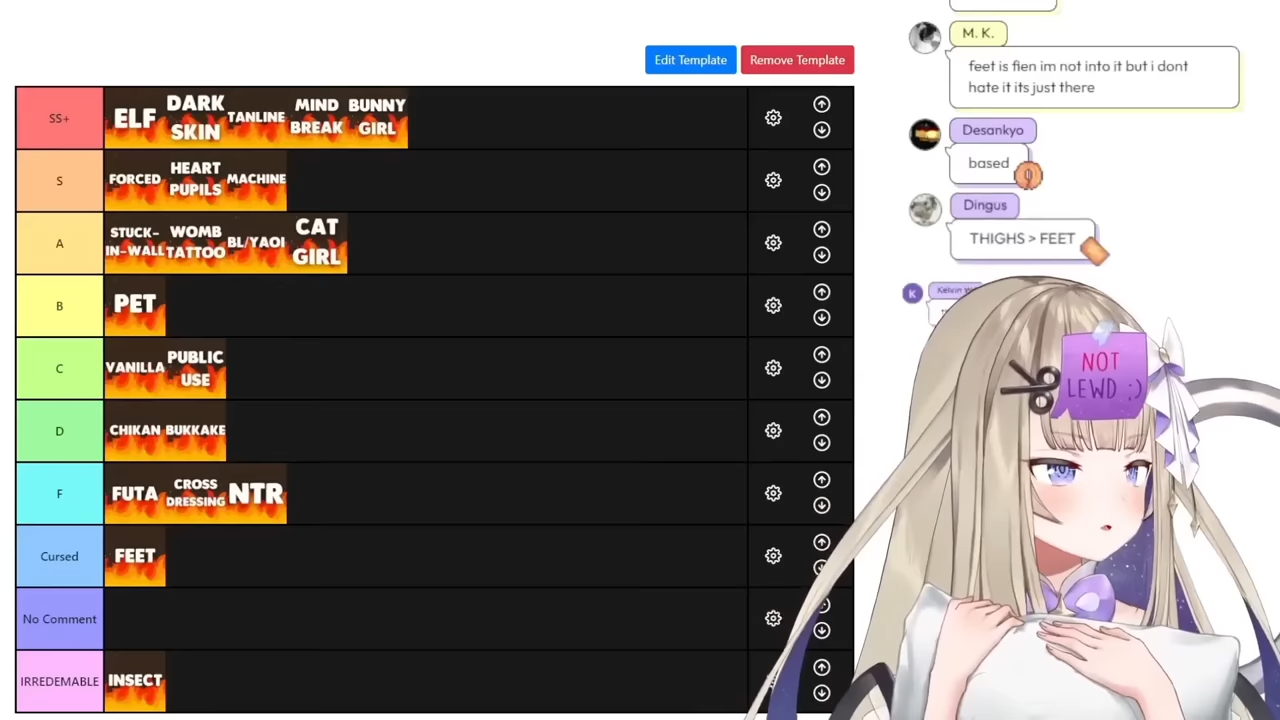 Edit Template
Remove Template
SS+
ELF
DARK
SKIN
TANLINE
MIND
BREAK
BUNNY
GIRL
S
FORCED
HEART
PUPILS
MACHINE
A
STUCK-
IN-WALL
WOMB
TATTOO
BL/YAOI
CAT
GIRL
B
PET
C
VANILLA
PUBLIC
USE
D
CHIKAN
BUKKAKE
F
FUTA
CROSS
DRESSING
NTR
Cursed
FEET
No Comment
IRREDEMABLE
INSECT
M. K.
feet is fien im not into it but i dont
hate it its just there
Desankyo
based
Dingus
THIGHS > FEET
K
Kelvin
NOT
LEWD :)